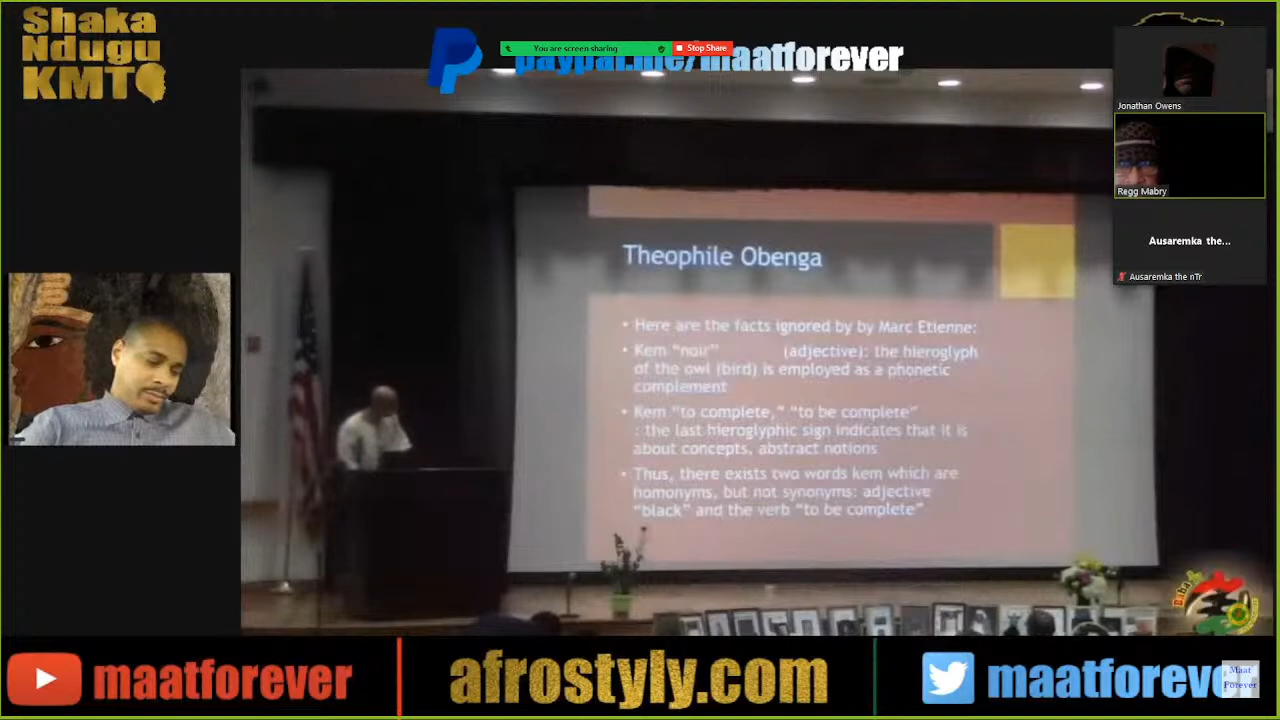 Shaka
Ndugu
KMT
You are screen sharing
Stop Share
paypal.me/maatforever
Jonathan Owens
Regg Mabry
Ausaremka the...
Ausaremka the nTr
Theophile Obenga
• Here are the facts ignored by by Marc Etienne:
• Kem "noir" (adjective): the hieroglyph
of the owl (bird) is employed as a phonetic
complement
• Kem "to complete," "to be complete"
: the last hieroglyphic sign indicates that it is
about concepts, abstract notions
• Thus, there exists two words kem which are
homonyms, but not synonyms: adjective
"black" and the verb "to be complete"
maatforever
afrostyly.com
maatforeve
Maat
Forever